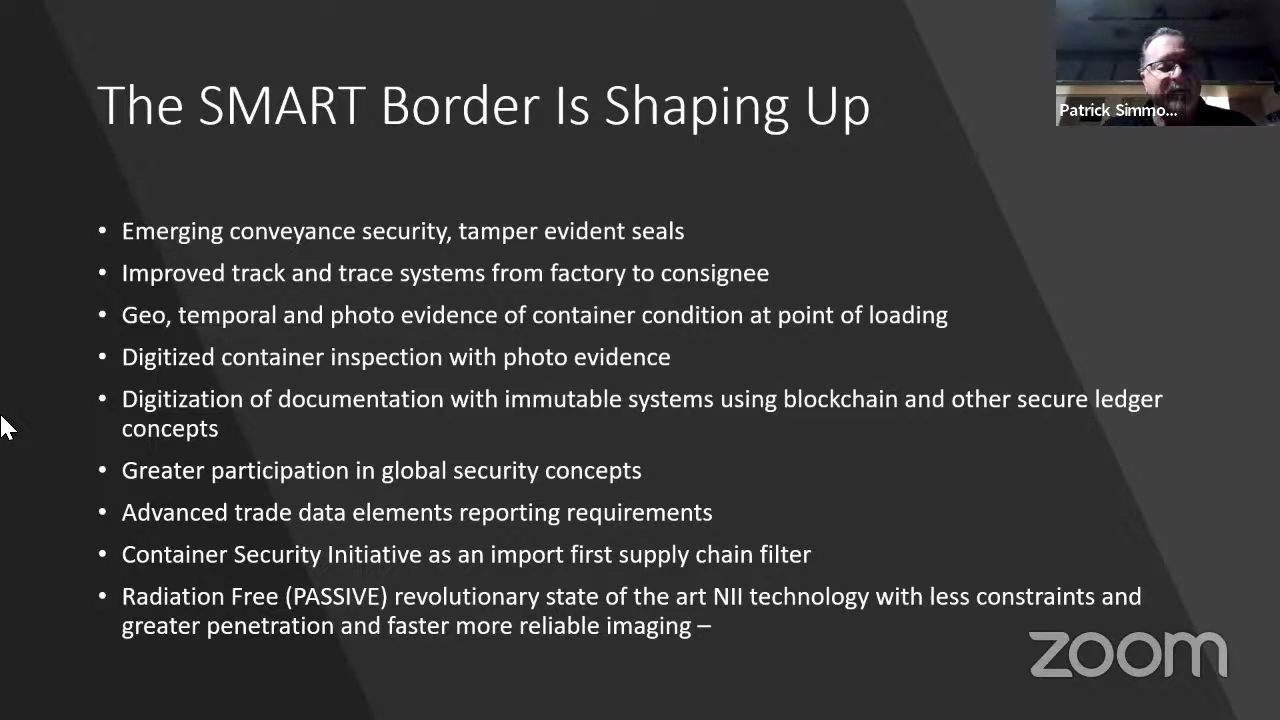 The SMART Border Is Shaping Up
Patrick Simmo...
• Emerging conveyance security, tamper evident seals
• Improved track and trace systems from factory to consignee
• Geo, temporal and photo evidence of container condition at point of loading
• Digitized container inspection with photo evidence
• Digitization of documentation with immutable systems using blockchain and other secure ledger
concepts
• Greater participation in global security concepts
• Advanced trade data elements reporting requirements
• Container Security Initiative as an import first supply chain filter
• Radiation Free (PASSIVE) revolutionary state of the art NII technology with less constraints and
greater penetration and faster more reliable imaging –
zoom